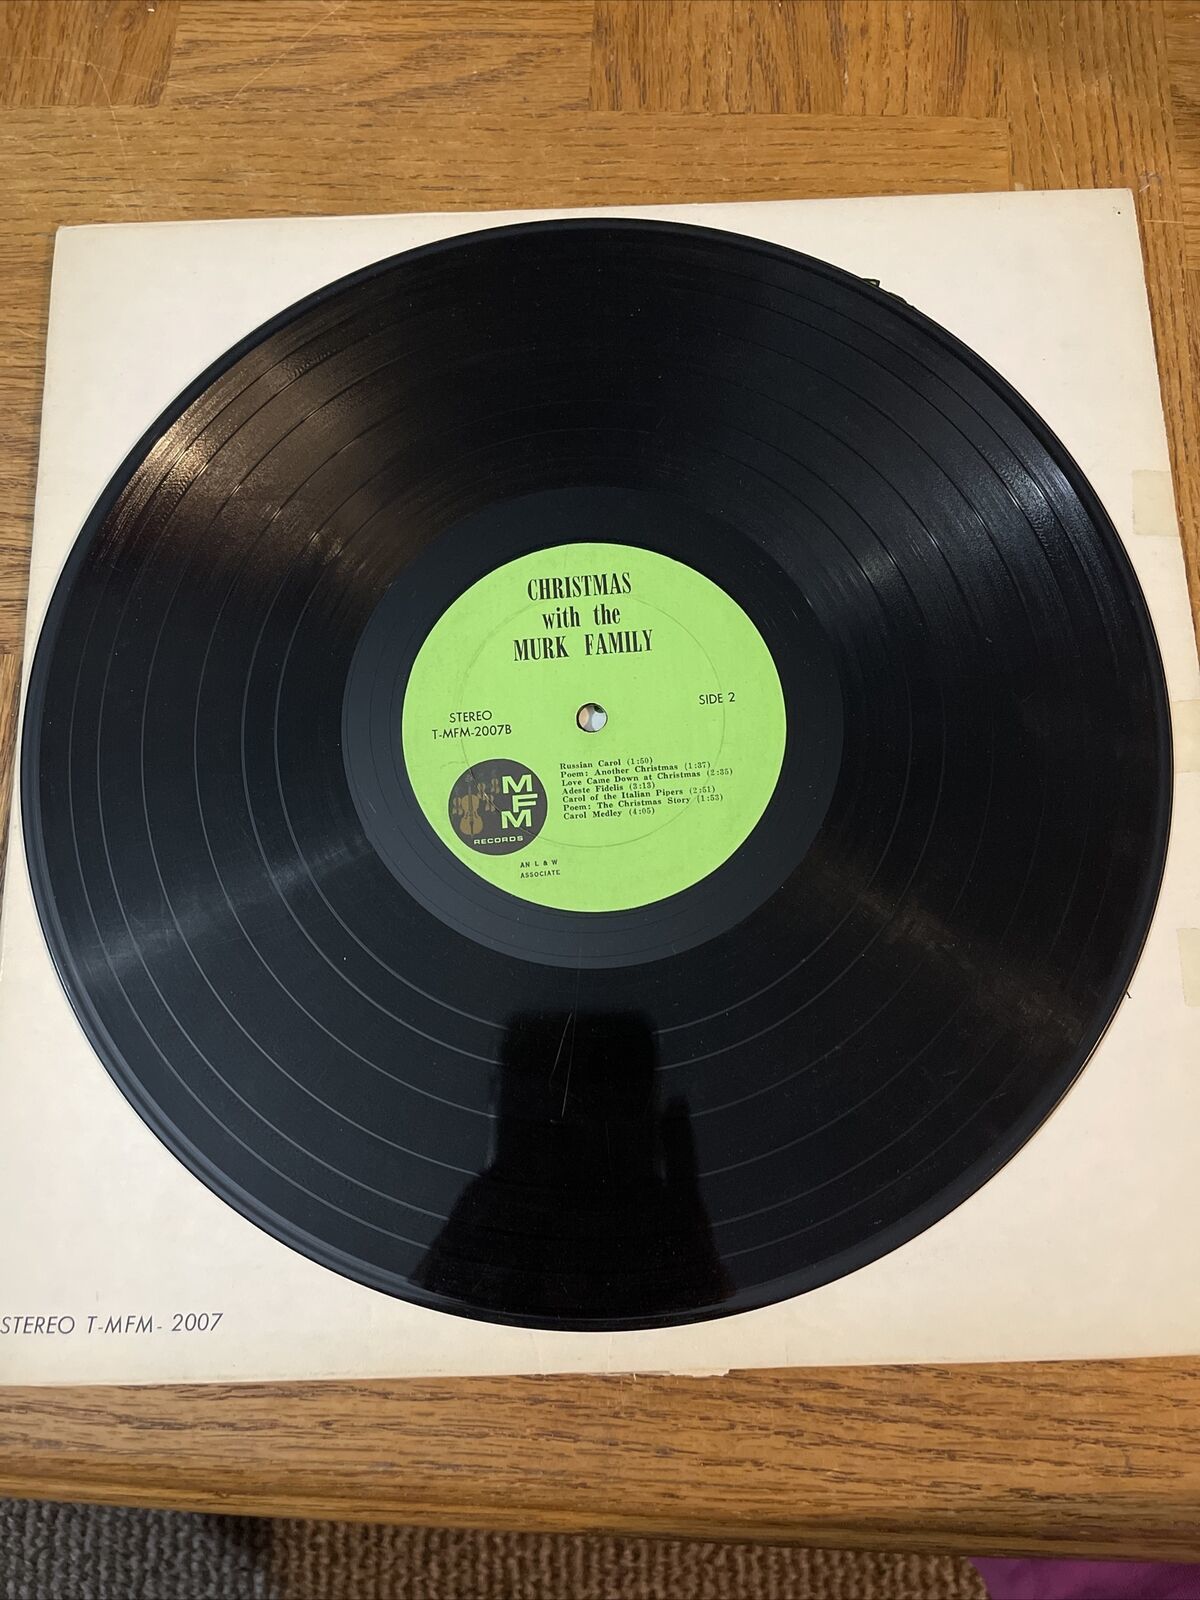 CHRISTMAS
with the
MURK FAMILY
STEREO
T-MFM-2007B
SIDE 2
Russian Carol (1:50)
Poem: Another Christmas (1:37)
Love Came Down at Christmas (2:35)
Adeste Fidelis (3:13)
Carol of the Italian Pipers (2:51)
Poem: The Christmas Story (1:53)
Carol Medley (4:05)
MFM
RECORDS
AN L & W
ASSOCIATE
STEREO T-MFM- 2007